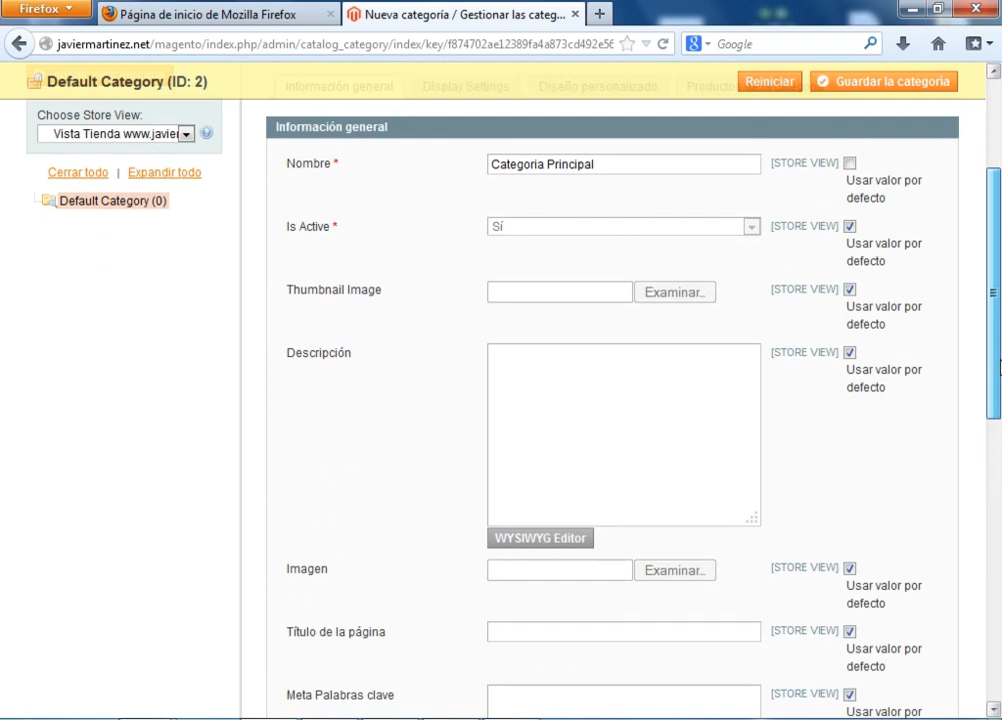 Firefox
Página de inicio de Mozilla Firefox
Nueva categoría / Gestionar las categ...
javiermartinez.net/magento/index.php/admin/catalog_category/index/key/f874702ae12389fa4a873cd492c56
Google
Default Category (ID: 2)
Información general
Display Settings
Diseño personalizado
Reiniciar
Guardar la categoría
Choose Store View:
Vista Tienda www.javier
Cerrar todo | Expandir todo
Default Category (0)
Información general
Nombre *
Categoria Principal
[STORE VIEW]
Usar valor por
defecto
Is Active *
Sí
[STORE VIEW]
Usar valor por
defecto
Thumbnail Image
Examinar...
[STORE VIEW]
Usar valor por
defecto
Descripción
[STORE VIEW]
Usar valor por
defecto
WYSIWYG Editor
Imagen
Examinar...
[STORE VIEW]
Usar valor por
defecto
Título de la página
[STORE VIEW]
Usar valor por
defecto
Meta Palabras clave
[STORE VIEW]
Usar valor por